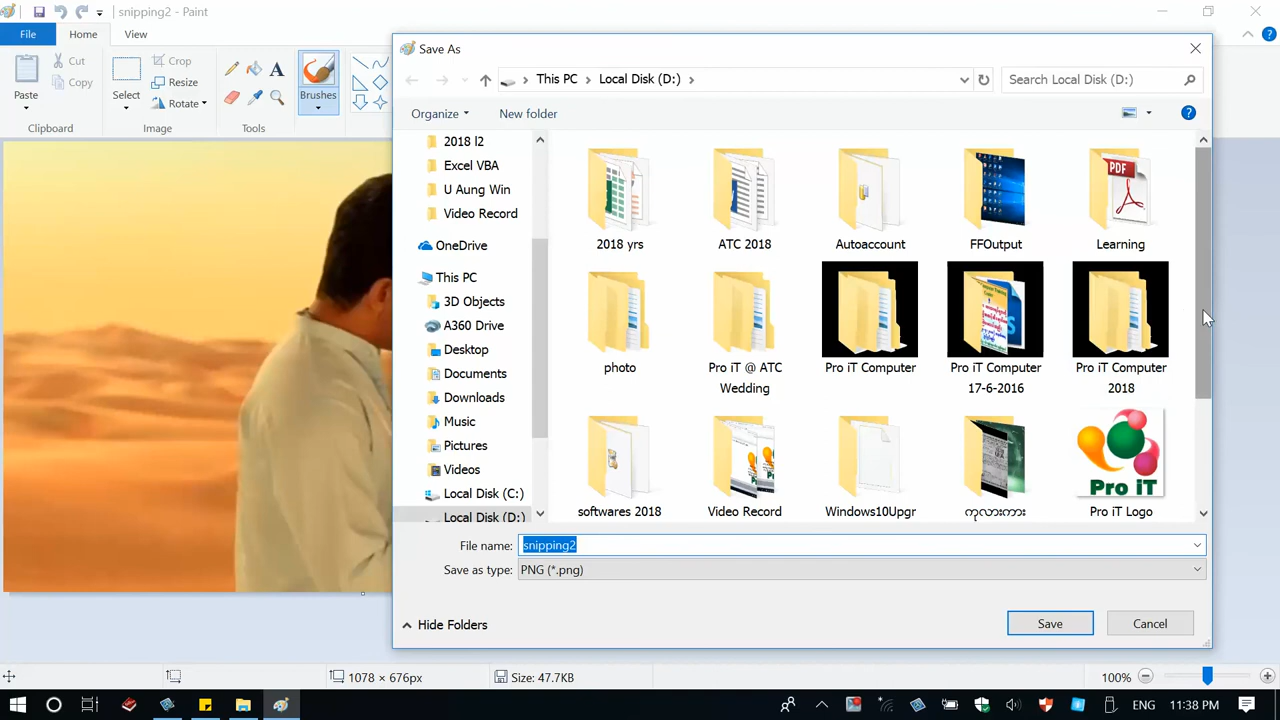 snipping2 - Paint
File
Home
View
Paste
Cut
Copy
Clipboard
Select
Crop
Resize
Rotate
Image
Tools
Brushes
Save As
This PC
Local Disk (D:)
Search Local Disk (D:)
Organize
New folder
2018 l2
Excel VBA
U Aung Win
Video Record
OneDrive
This PC
3D Objects
A360 Drive
Desktop
Documents
Downloads
Music
Pictures
Videos
Local Disk (C:)
Local Disk (D:)
2018 yrs
ATC 2018
Autoaccount
FFOutput
PDF
Learning
photo
Pro iT @ ATC
Wedding
Pro iT Computer
Pro iT Computer
17-6-2016
Pro iT Computer
2018
softwares 2018
Video Record
Windows10Upgr
ကုလားကား
Pro iT
Pro iT Logo
File name:
snipping2
Save as type:
PNG (*.png)
Hide Folders
Save
Cancel
1078 × 676px
Size: 47.7KB
100%
ENG
11:38 PM